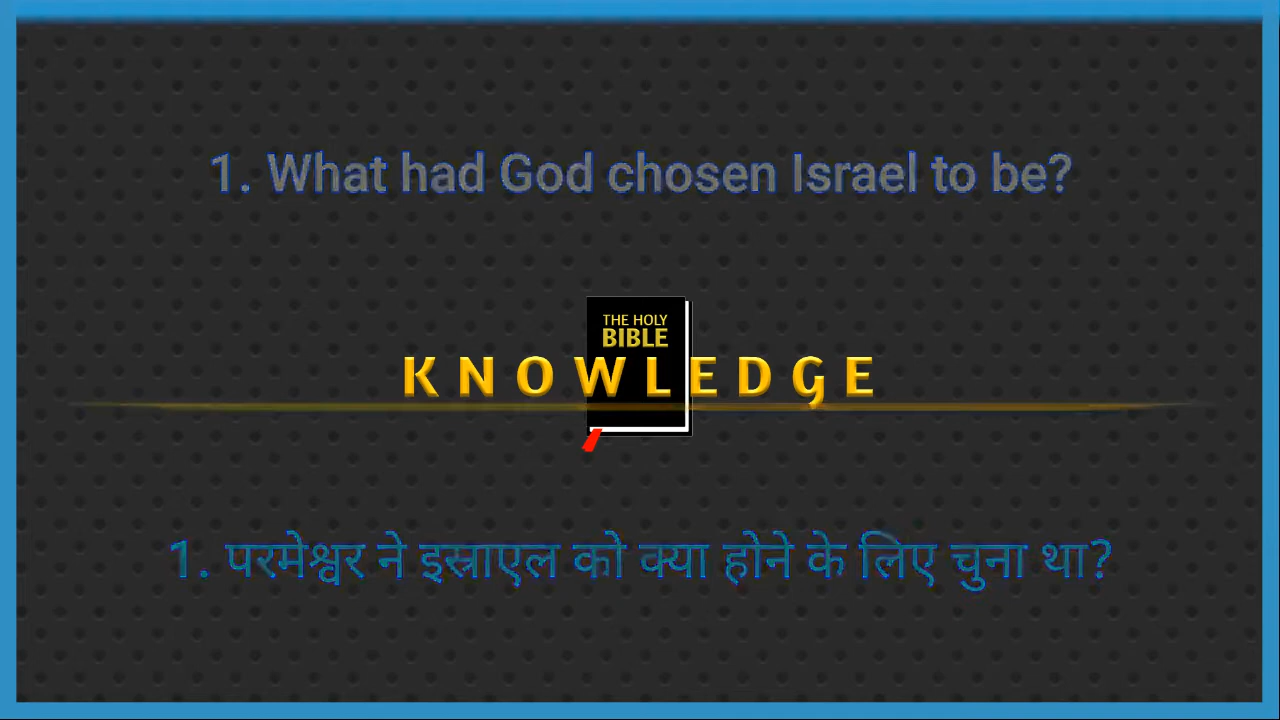 1. What had God chosen Israel to be?
THE HOLY
BIBLE
KNOWLEDGE
1. परमेश्वर ने इस्राएल को क्या होने के लिए चुना था?